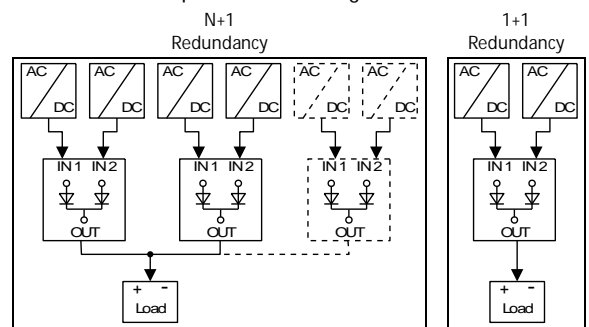 N+1
Redundancy
1+1
Redundancy
AC DC AC DC AC DC AC DC AC DC AC DC
AC DC AC DC
IN1 IN2 IN1 IN2 IN1 IN2
IN1 IN2
OUT OUT OUT
OUT
+ -
Load
+ -
Load